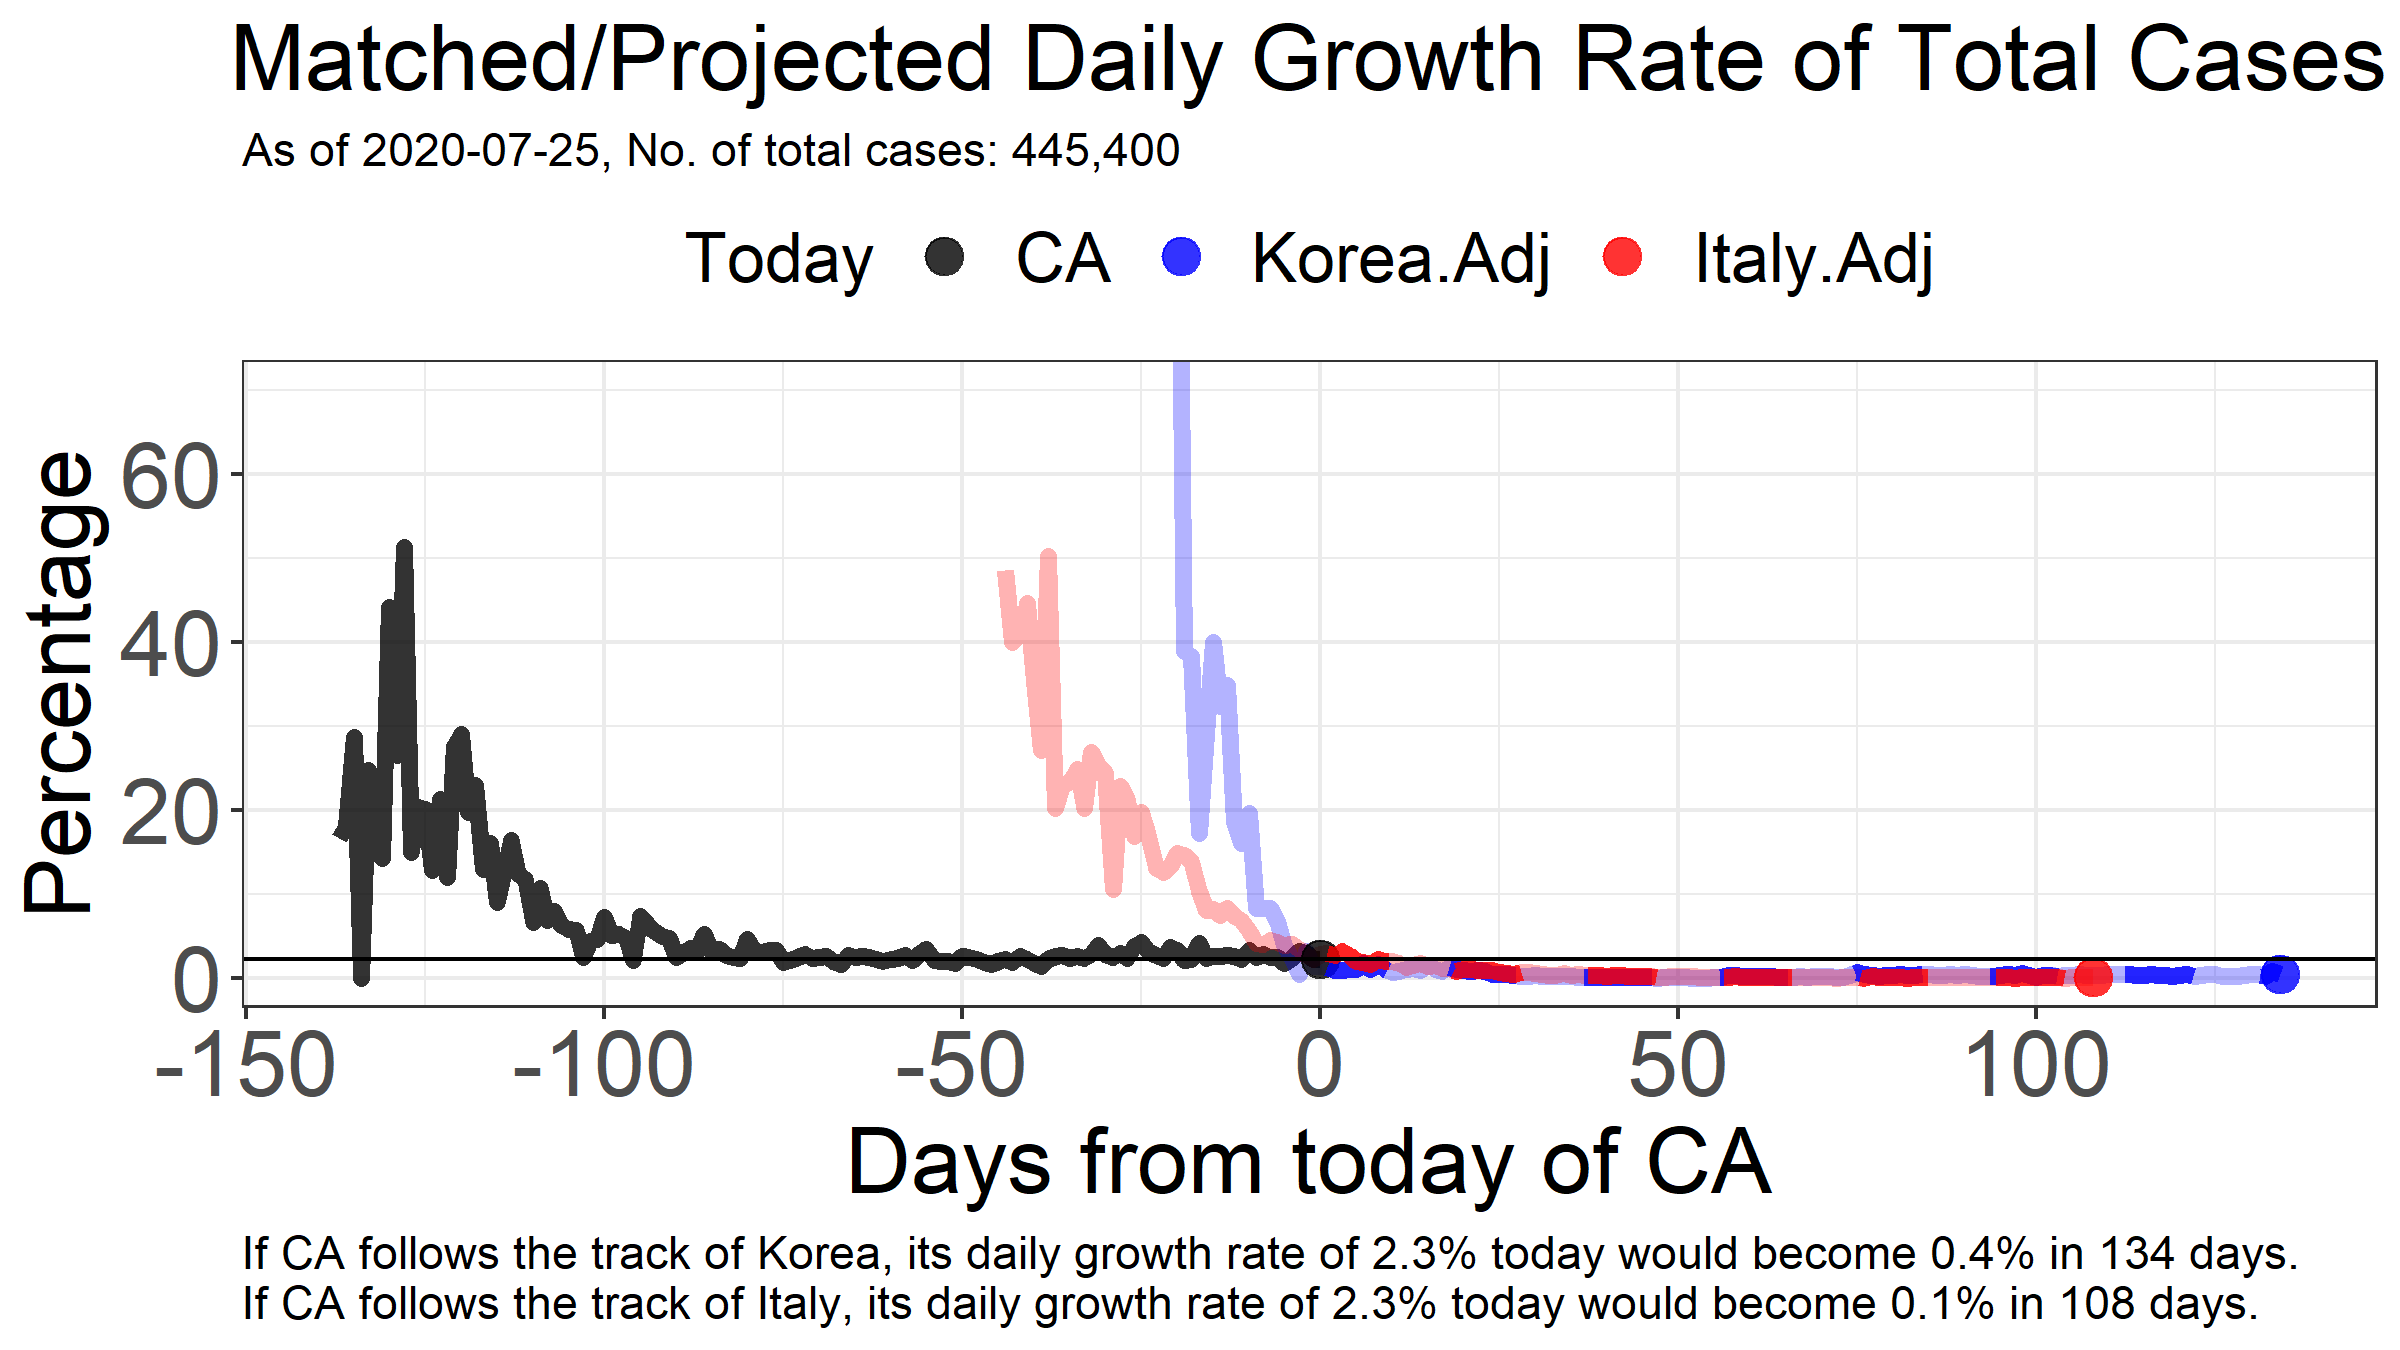 Matched/Projected Daily Growth Rate of Total Cases
As of 2020-07-25, No. of total cases: 445,400
Today CA Korea.Adj Italy.Adj
Percentage
60
40
20
0
-150 -100 -50 0 50 100
Days from today of CA
If CA follows the track of Korea, its daily growth rate of 2.3% today would become 0.4% in 134 days.
If CA follows the track of Italy, its daily growth rate of 2.3% today would become 0.1% in 108 days.